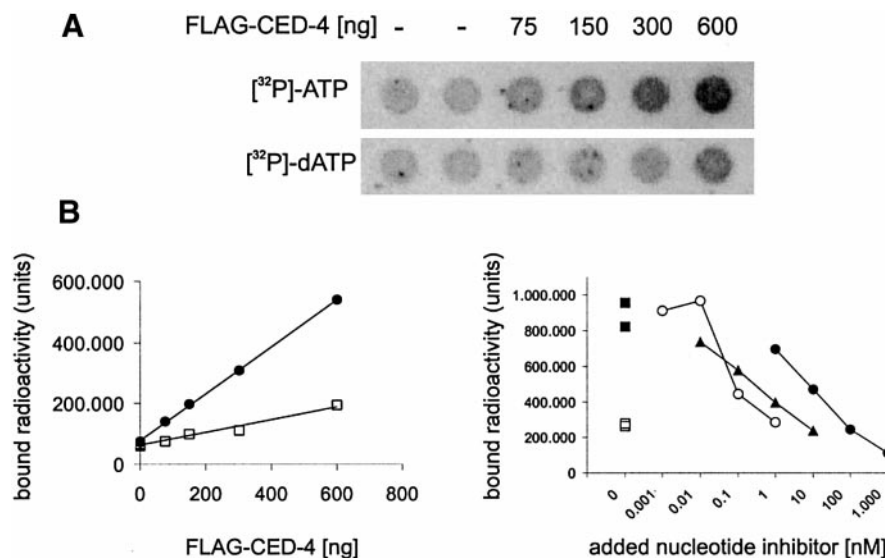 A
FLAG-CED-4 [ng] - - 75 150 300 600
[³²P]-ATP
[³²P]-dATP
B
bound radioactivity (units)
600.000
400.000
200.000
0
0 200 400 600 800
FLAG-CED-4 [ng]
bound radioactivity (units)
1.000.000
800.000
600.000
400.000
200.000
0
0 0.001. 0.01 0.1 1 10 100 1.000
added nucleotide inhibitor [nM]